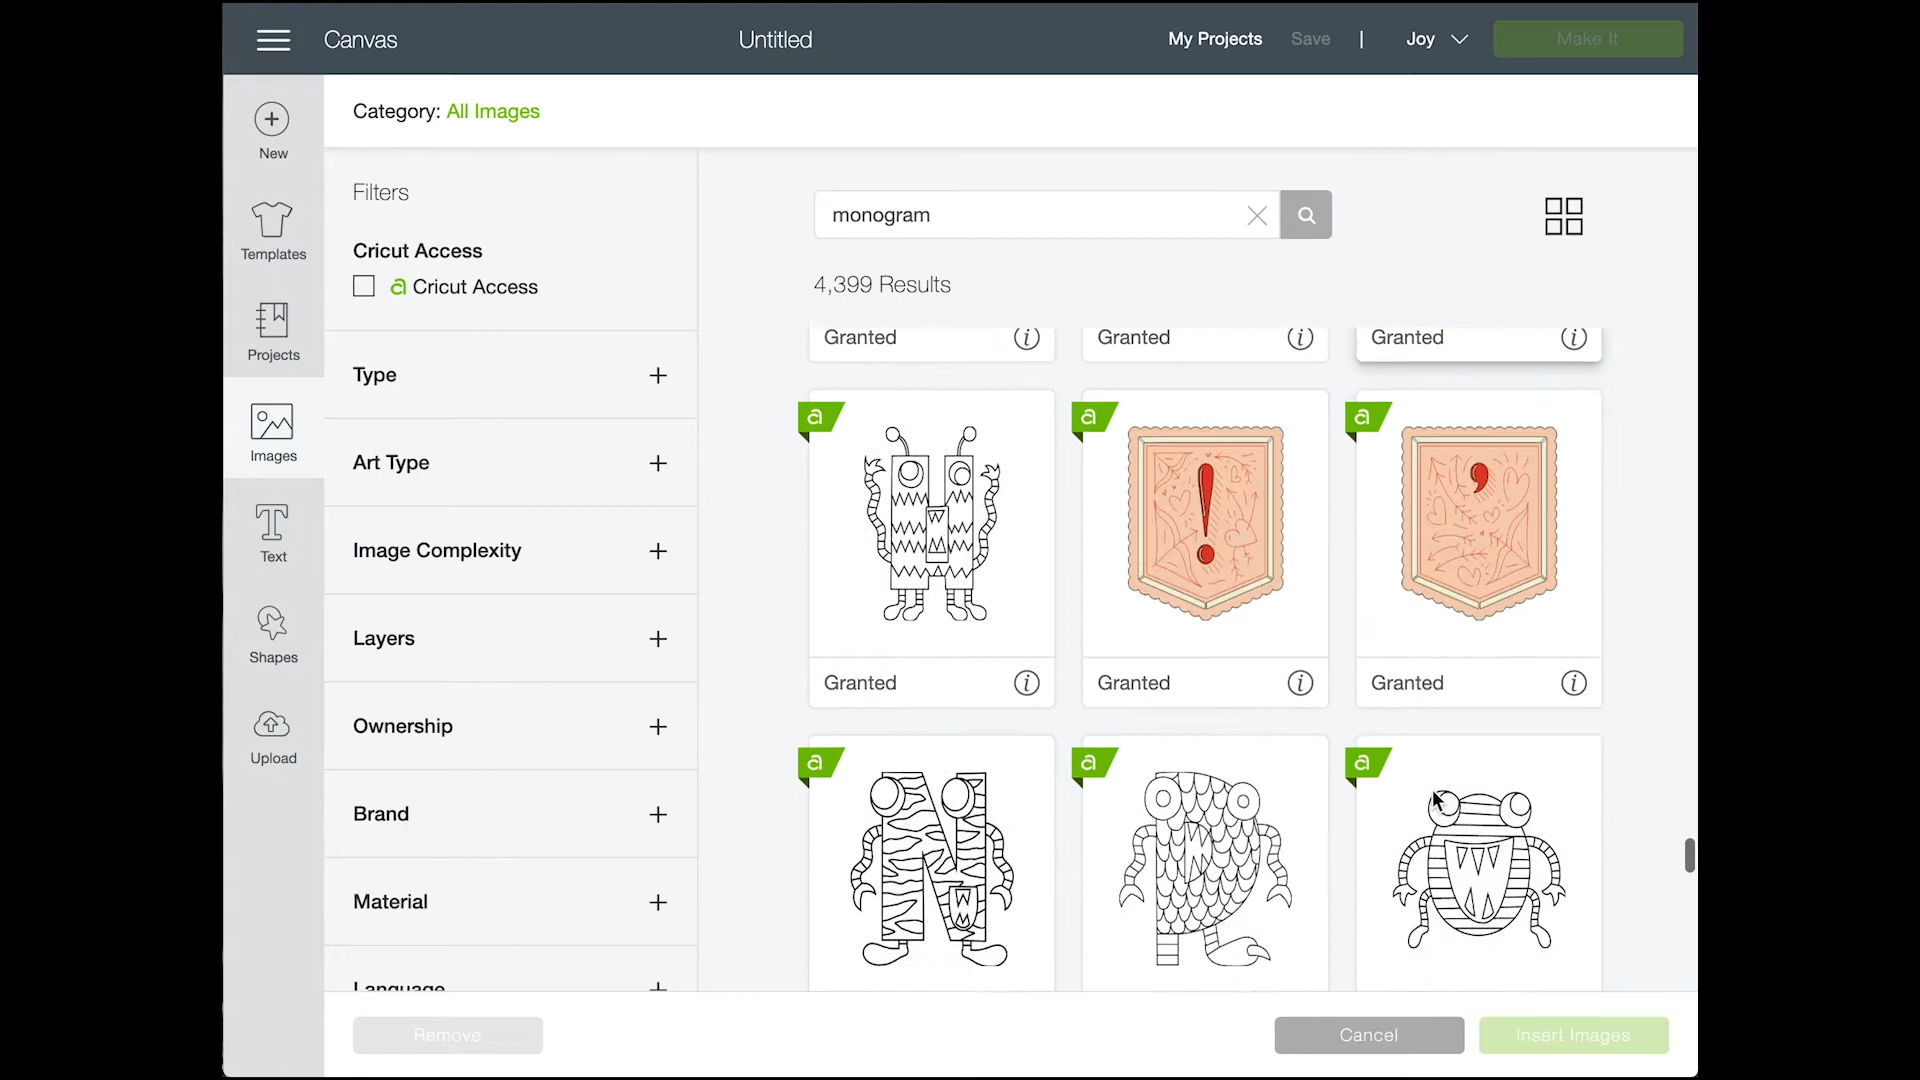 Canvas
Untitled
My Projects
Save
|
Joy
Make It
New
Templates
Projects
Images
Text
Shapes
Upload
Category: All Images
Filters
Cricut Access
a Cricut Access
Type
Art Type
Image Complexity
Layers
Ownership
Brand
Material
Language
monogram
4,399 Results
Granted
Granted
Granted
a
a
a
!
,
Granted
Granted
Granted
a
a
a
Remove
Cancel
Insert Images